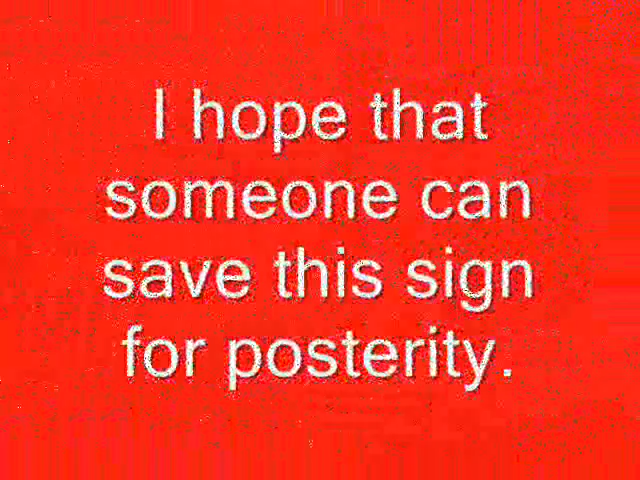 I hope that
someone can
save this sign
for posterity.